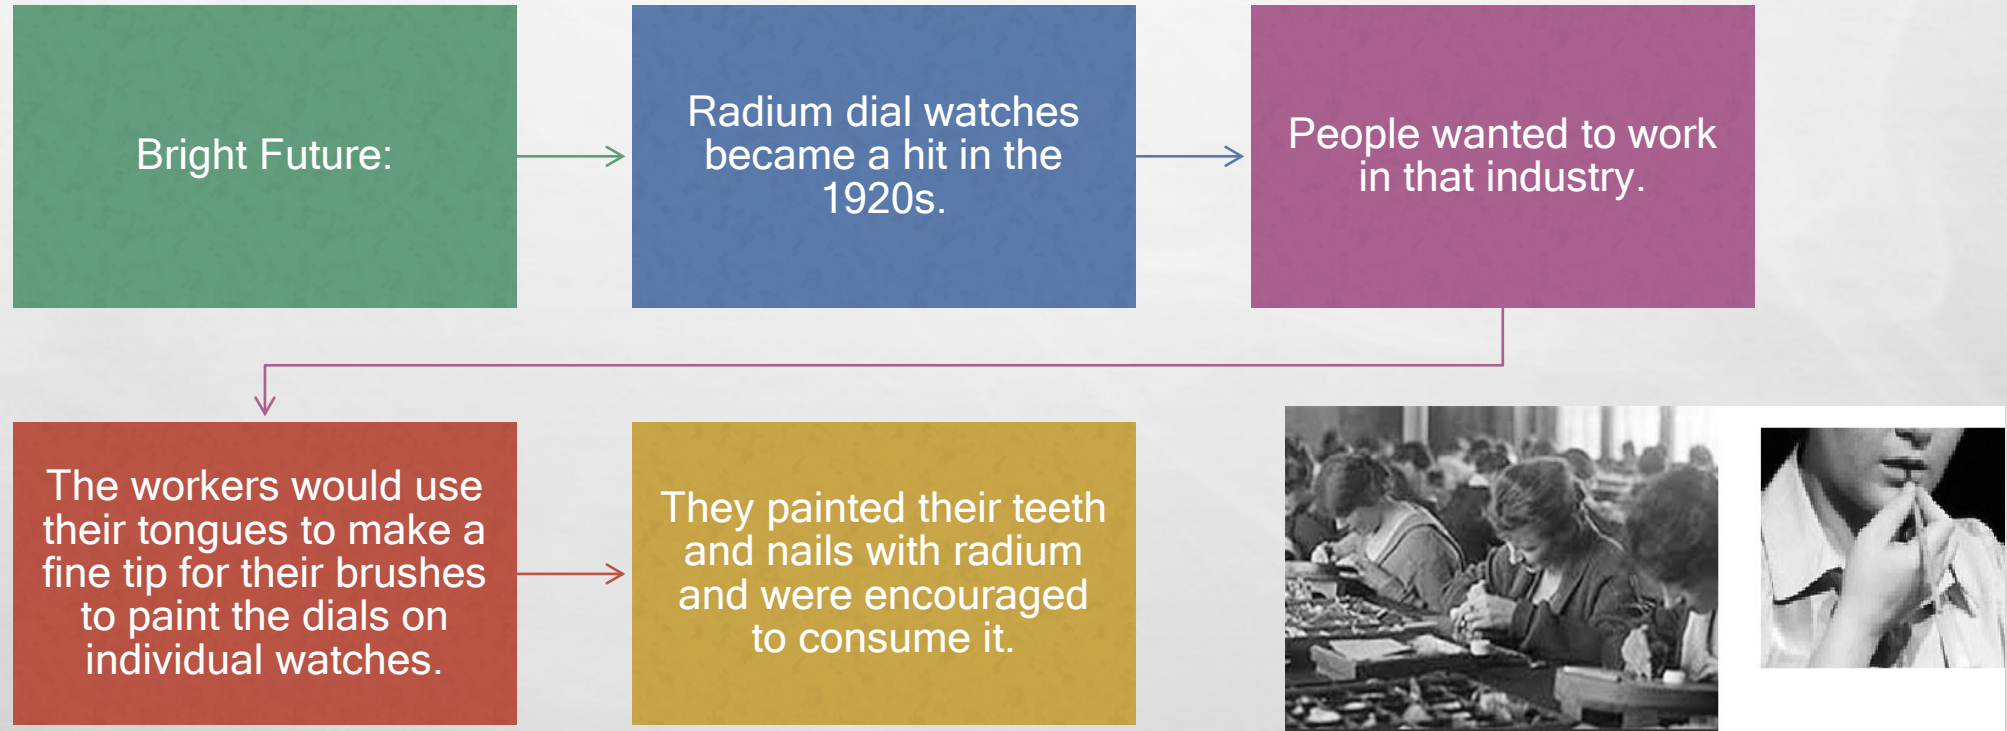 Bright Future:
Radium dial watches
became a hit in the
1920s.
People wanted to work
in that industry.
The workers would use
their tongues to make a
fine tip for their brushes
to paint the dials on
individual watches.
They painted their teeth
and nails with radium
and were encouraged
to consume it.